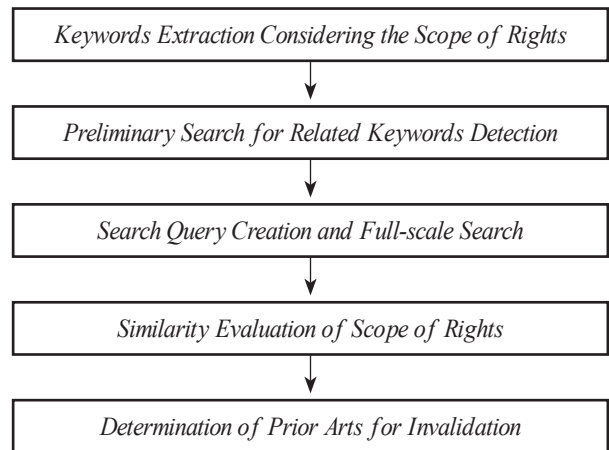 Keywords Extraction Considering the Scope of Rights
Preliminary Search for Related Keywords Detection
Search Query Creation and Full-scale Search
Similarity Evaluation of Scope of Rights
Determination of Prior Arts for Invalidation